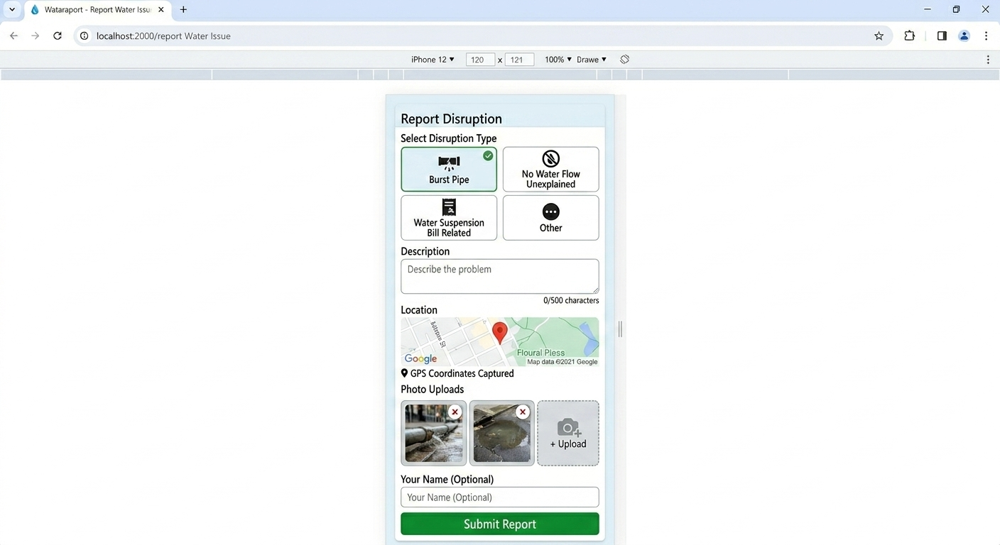 Wataraport - Report Water Issu
localhost:2000/report Water Issue
iPhone 12 120 x 121 100% Drawe
Report Disruption
Select Disruption Type
Burst Pipe
No Water Flow
Unexplained
Water Suspension
Bill Related
Other
Description
Describe the problem
0/500 characters
Location
Floural Pless
Google
Map data ©2021 Google
GPS Coordinates Captured
Photo Uploads
+ Upload
Your Name (Optional)
Your Name (Optional)
Submit Report